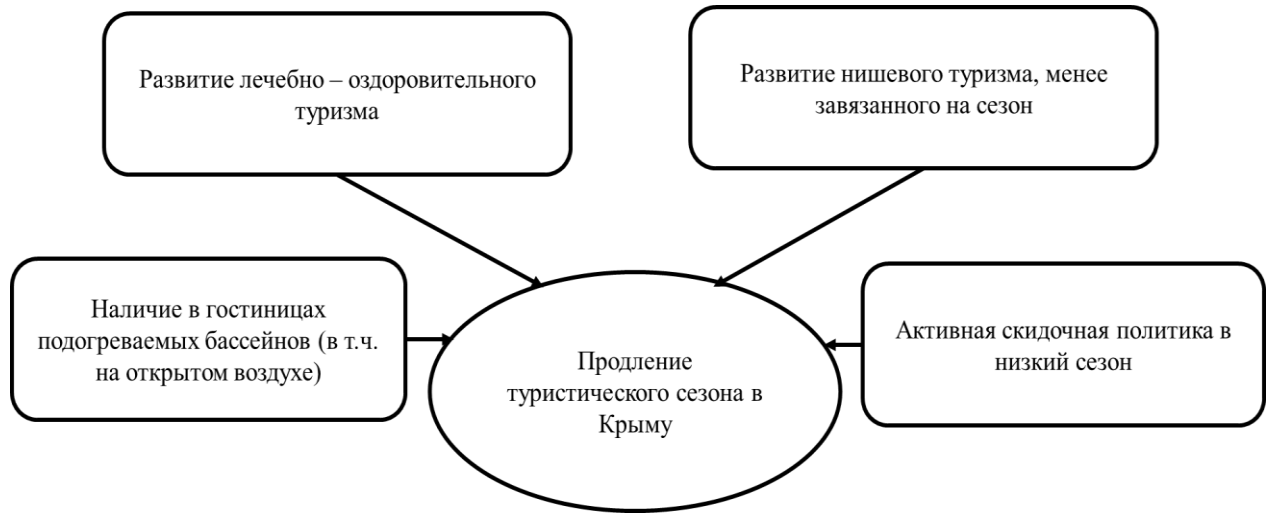 Развитие лечебно – оздоровительного
туризма
Развитие нишевого туризма, менее
завязанного на сезон
Наличие в гостиницах
подогреваемых бассейнов (в т.ч.
на открытом воздухе)
Продление
туристического сезона в
Крыму
Активная скидочная политика в
низкий сезон